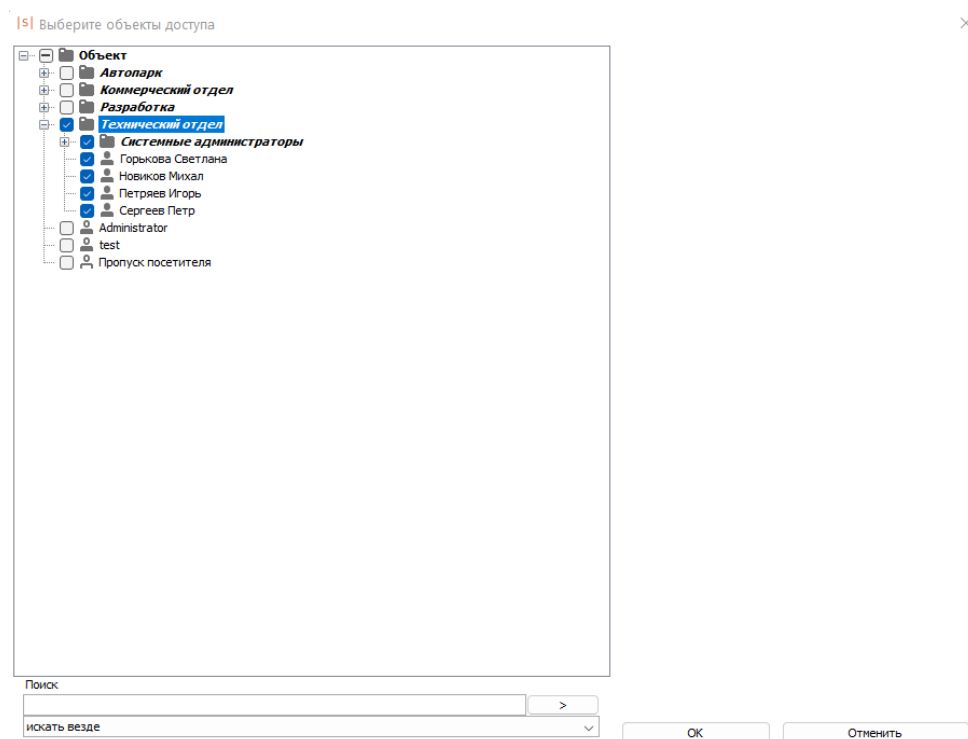 |S| Выберите объекты доступа
Объект
Автопарк
Коммерческий отдел
Разработка
Технический отдел
Системные администраторы
Горькова Светлана
Новиков Михал
Петряев Игорь
Сергеев Петр
Administrator
test
Пропуск посетителя
Поиск
>
искать везде
OK Отменить